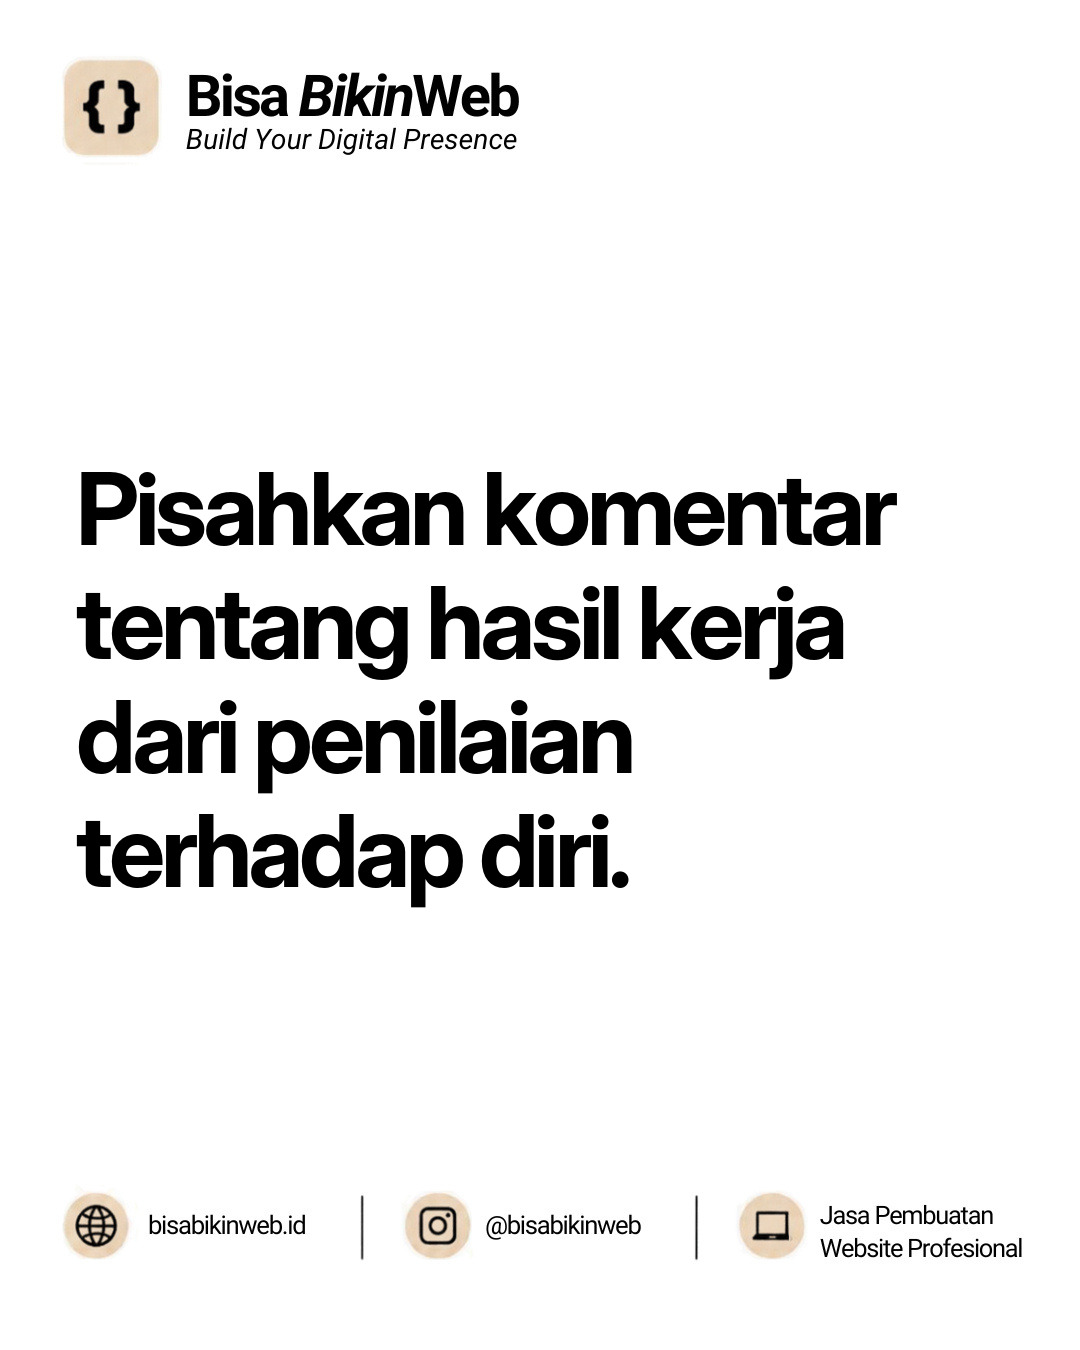 { }
Bisa BikinWeb
Build Your Digital Presence
Pisahkan komentar
tentang hasil kerja
dari penilaian
terhadap diri.
bisabikinweb.id
@bisabikinweb
Jasa Pembuatan
Website Profesional